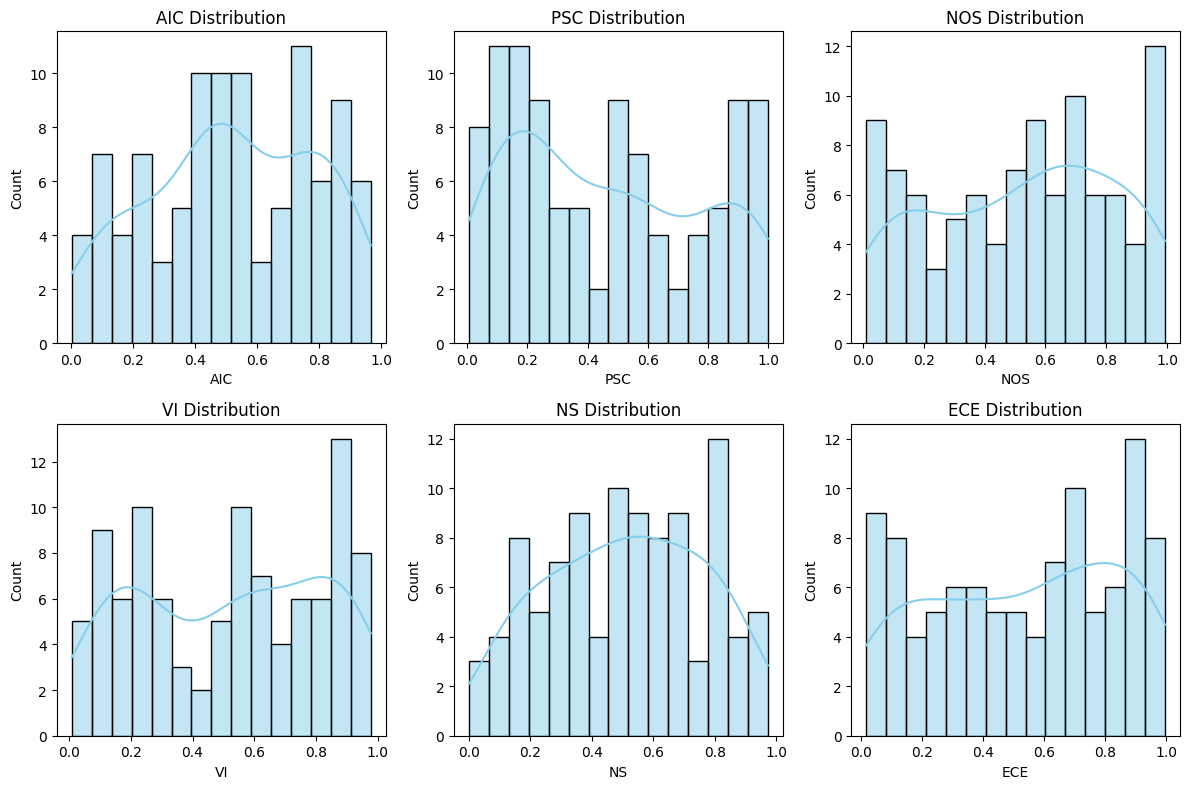 AIC Distribution
PSC Distribution
NOS Distribution
Count
10
8
6
4
2
0
0.0 0.2 0.4 0.6 0.8 1.0
AIC
Count
10
8
6
4
2
0
0.0 0.2 0.4 0.6 0.8 1.0
PSC
Count
12
10
8
6
4
2
0
0.0 0.2 0.4 0.6 0.8 1.0
NOS
VI Distribution
NS Distribution
ECE Distribution
Count
12
10
8
6
4
2
0
0.0 0.2 0.4 0.6 0.8 1.0
VI
Count
12
10
8
6
4
2
0
0.0 0.2 0.4 0.6 0.8 1.0
NS
Count
12
10
8
6
4
2
0
0.0 0.2 0.4 0.6 0.8 1.0
ECE